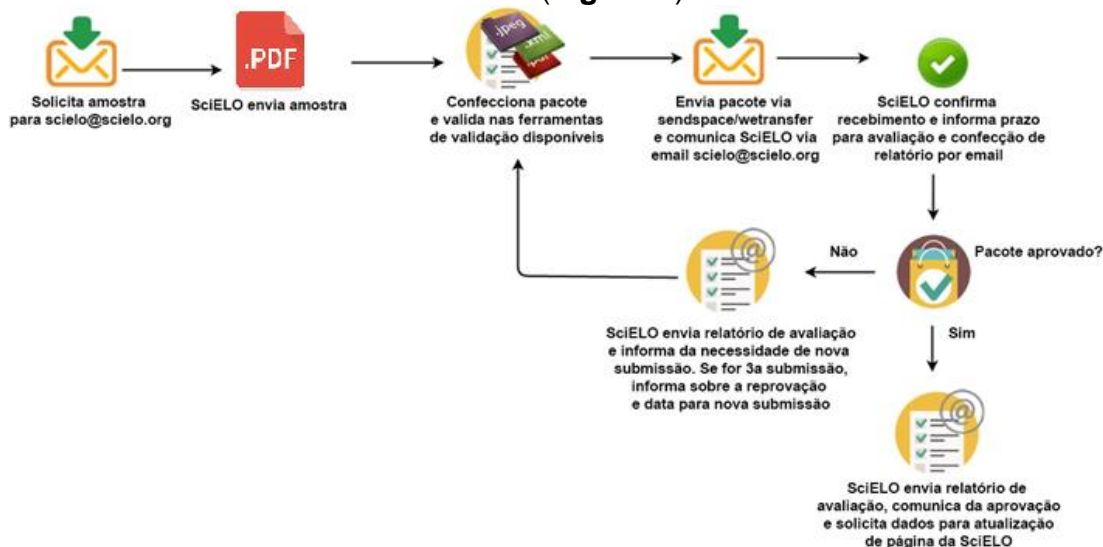 .PDF
.jpeg
.xml
Solicita amostra
para scielo@scielo.org
SciELO envia amostra
Confecciona pacote
e valida nas ferramentas
de validação disponíveis
Envia pacote via
sendspace/wetransfer
e comunica SciELO via
email scielo@scielo.org
SciELO confirma
recebimento e informa prazo
para avaliação e confecção de
relatório por email
Não
Pacote aprovado?
@
SciELO envia relatório de avaliação
e informa da necessidade de nova
submissão. Se for 3a submissão,
informa sobre a reprovação
e data para nova submissão
Sim
@
SciELO envia relatório de
avaliação, comunica da aprovação
e solicita dados para atualização
de página da SciELO